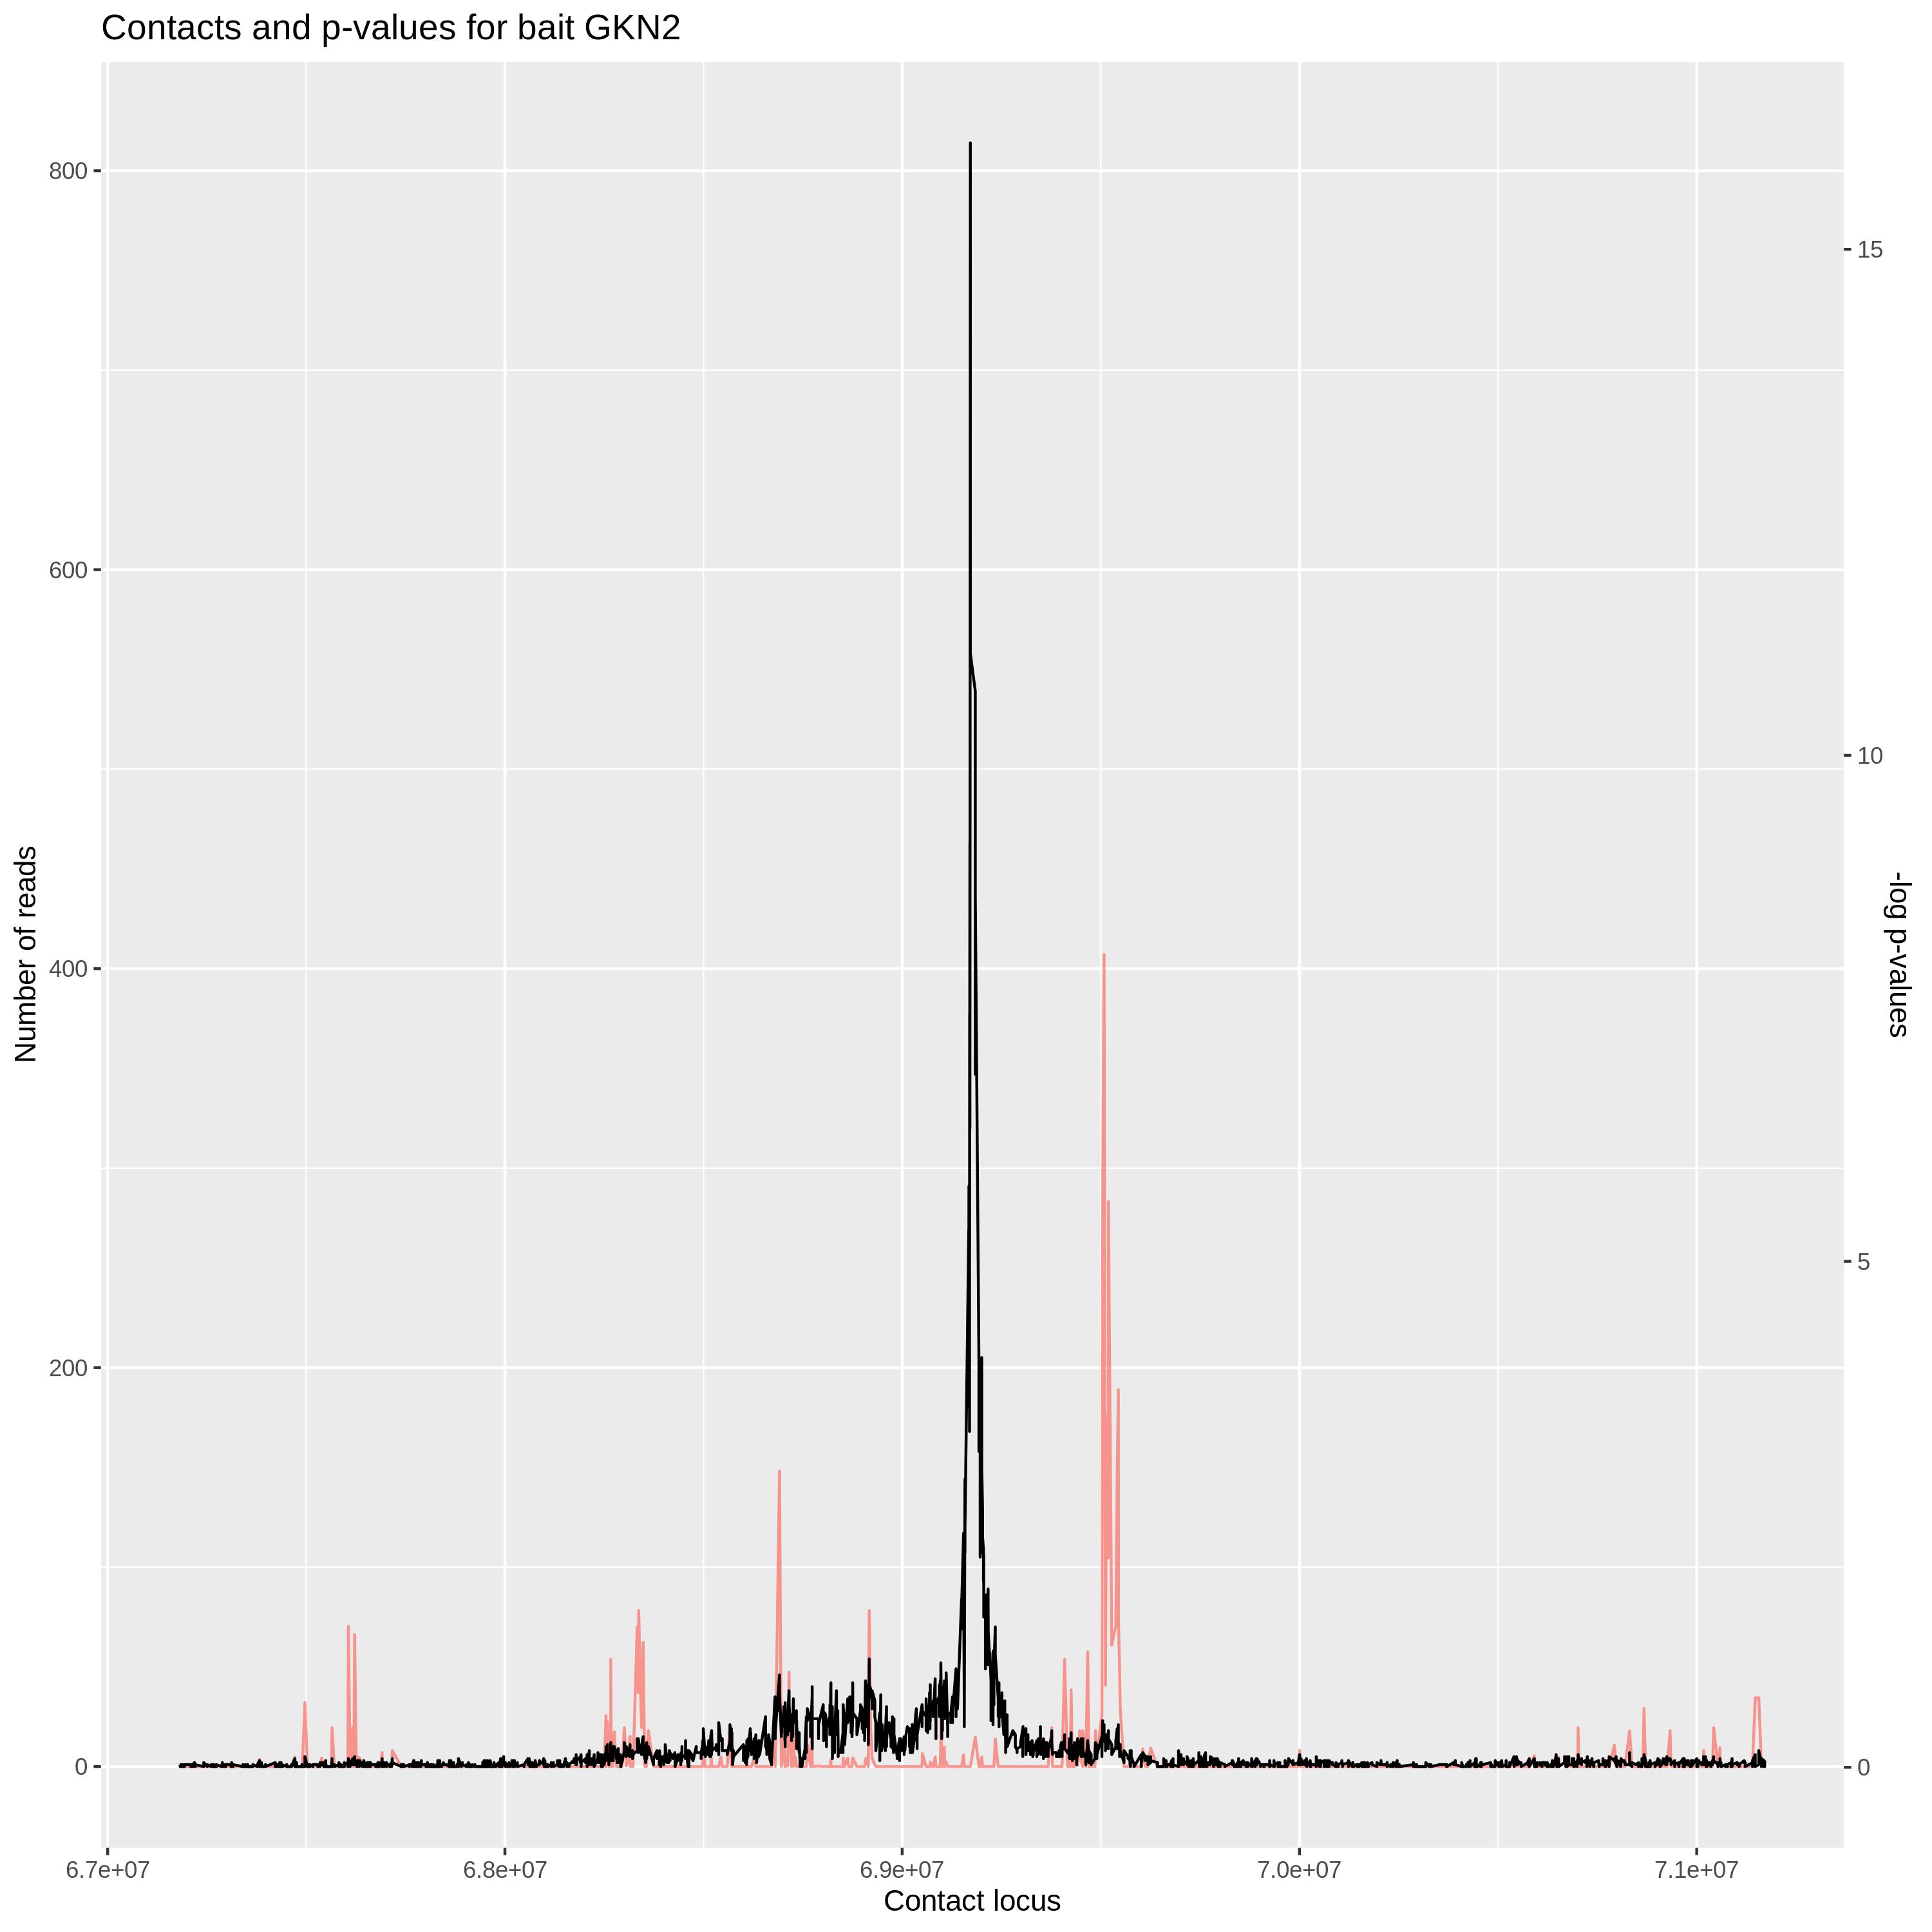 Contacts and p-values for bait GKN2
800
600
400
200
0
Number of reads
15
10
5
0
-log p-values
6.7e+07 6.8e+07 6.9e+07 7.0e+07 7.1e+07
Contact locus